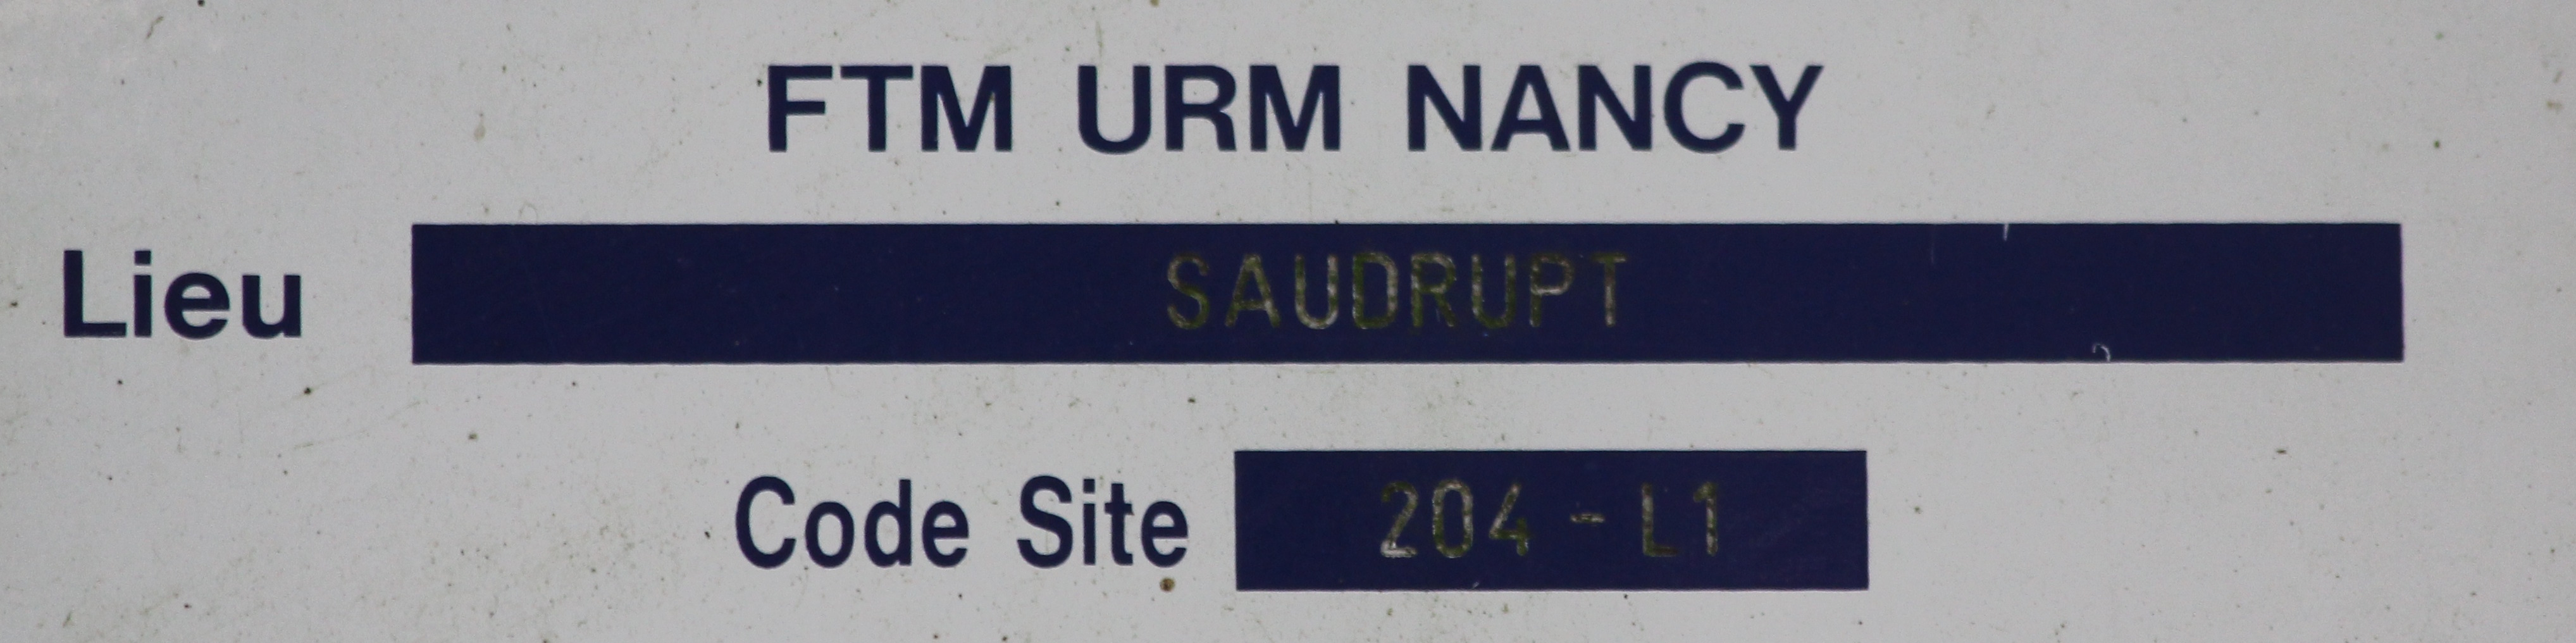 FTM URM NANCY
Lieu SAUDRUPT
Code Site 204-L1